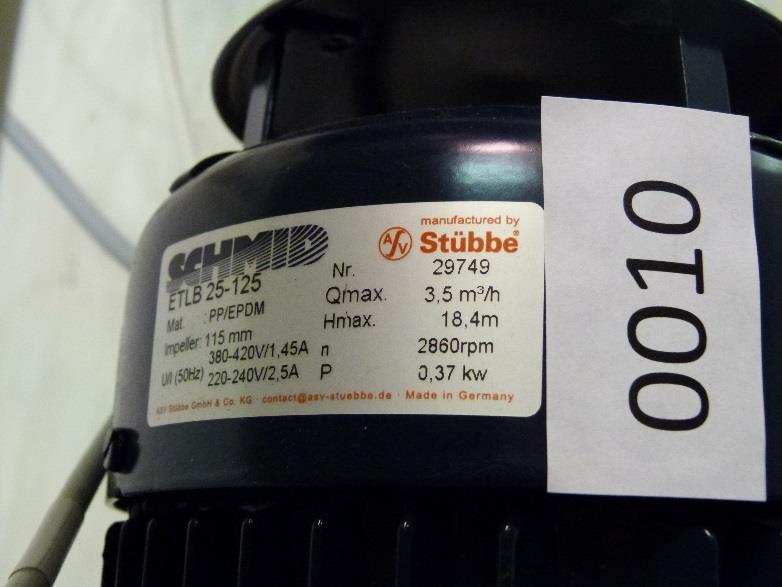 SCHMID
manufactured by
ASV Stübbe®
ETLB 25-125
Nr. 29749
Mat. : PP/EPDM
Qmax. 3,5 m³/h
Impeller: 115 mm
Hmax. 18,4m
380-420V/1,45A n 2860rpm
U/I (50Hz) 220-240V/2,5A P 0,37 kw
ASV Stübbe GmbH & Co. KG · contact@asv-stuebbe.de · Made in Germany
0010